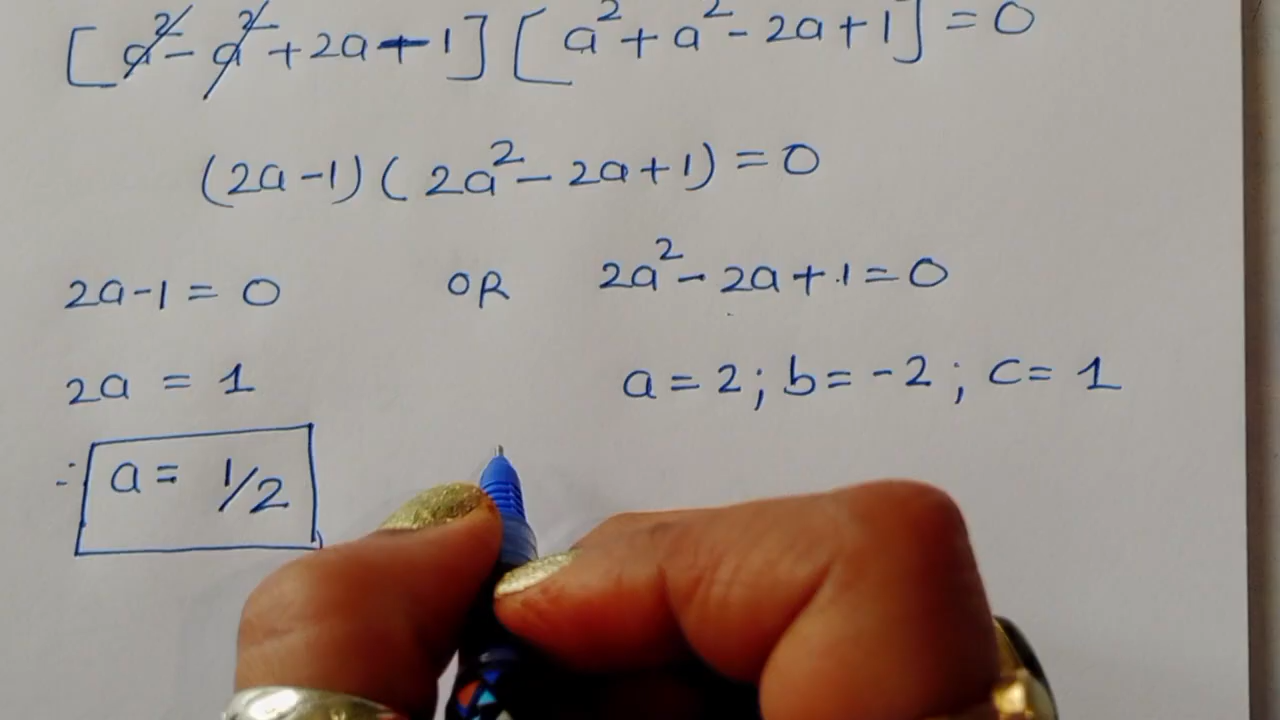 [a² - a² + 2a - 1] [a² + a² - 2a + 1] = 0
(2a - 1) (2a² - 2a + 1) = 0
2a - 1 = 0 OR 2a² - 2a + 1 = 0
2a = 1 a = 2; b = -2; c = 1
∴ a = 1/2